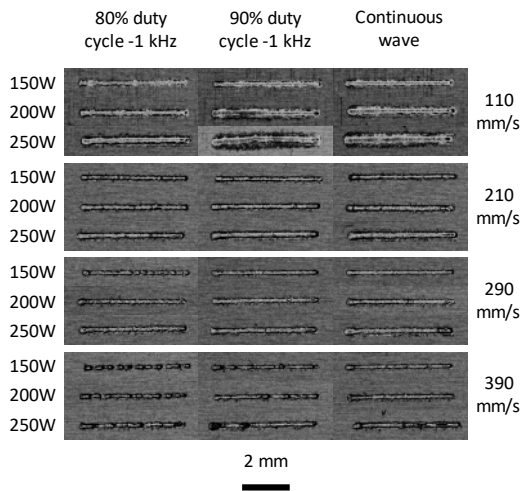 80% duty cycle -1 kHz
90% duty cycle -1 kHz
Continuous wave
150W
200W
250W
110 mm/s
150W
200W
250W
210 mm/s
150W
200W
250W
290 mm/s
150W
200W
250W
390 mm/s
2 mm